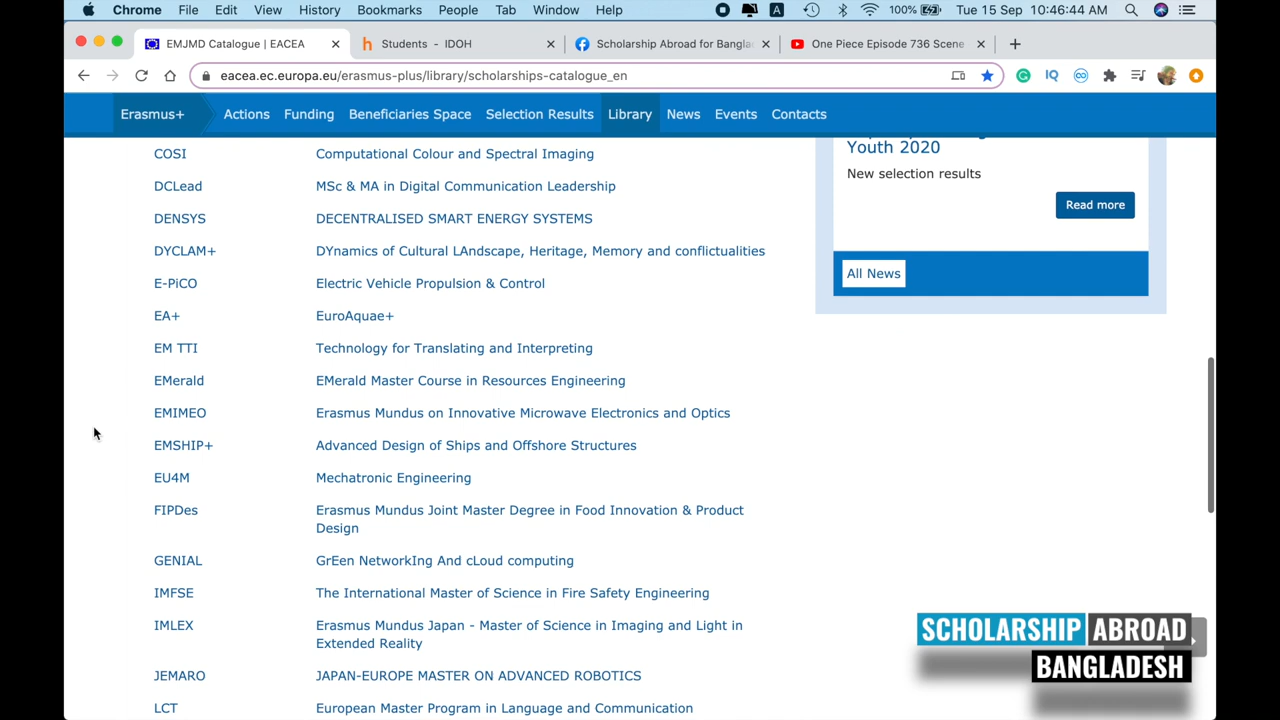 Chrome File Edit View History Bookmarks People Tab Window Help A 100% Tue 15 Sep 10:46:44 AM
EMJMD Catalogue | EACEA Students - IDOH Scholarship Abroad for Bangla One Piece Episode 736 Scene
eacea.ec.europa.eu/erasmus-plus/library/scholarships-catalogue_en IQ
Erasmus+ Actions Funding Beneficiaries Space Selection Results Library News Events Contacts
COSI Computational Colour and Spectral Imaging
DCLead MSc & MA in Digital Communication Leadership
DENSYS DECENTRALISED SMART ENERGY SYSTEMS
DYCLAM+ DYnamics of Cultural LAndscape, Heritage, Memory and conflictualities
E-PiCO Electric Vehicle Propulsion & Control
EA+ EuroAquae+
EM TTI Technology for Translating and Interpreting
EMerald EMerald Master Course in Resources Engineering
EMIMEO Erasmus Mundus on Innovative Microwave Electronics and Optics
EMSHIP+ Advanced Design of Ships and Offshore Structures
EU4M Mechatronic Engineering
FIPDes Erasmus Mundus Joint Master Degree in Food Innovation & Product
Design
GENIAL GrEen NetworkIng And cLoud computing
IMFSE The International Master of Science in Fire Safety Engineering
IMLEX Erasmus Mundus Japan - Master of Science in Imaging and Light in
Extended Reality
JEMARO JAPAN-EUROPE MASTER ON ADVANCED ROBOTICS
LCT European Master Program in Language and Communication
Youth 2020
New selection results
Read more
All News
SCHOLARSHIP ABROAD
BANGLADESH